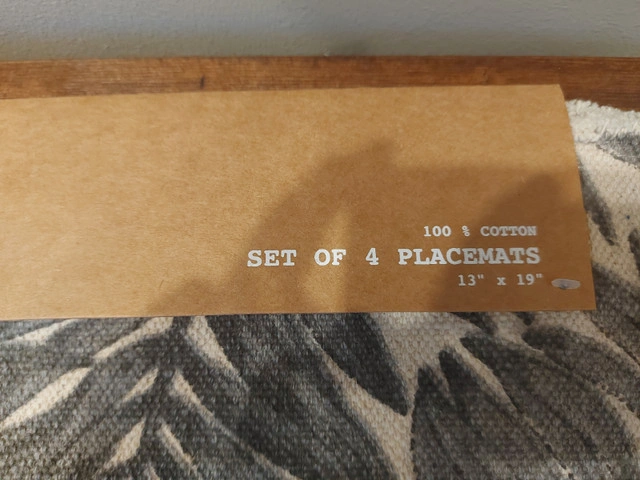 100 % COTTON
SET OF 4 PLACEMATS
13" x 19"